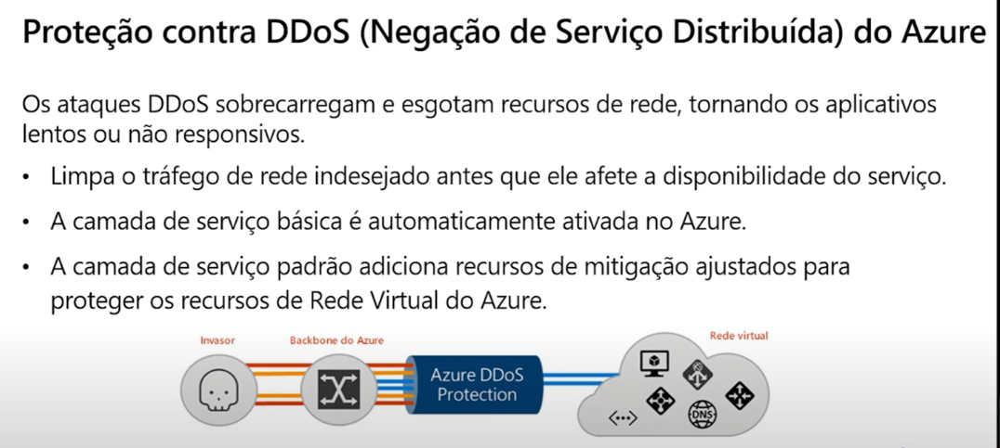 Proteção contra DDoS (Negação de Serviço Distribuída) do Azure
Os ataques DDoS sobrecarregam e esgotam recursos de rede, tornando os aplicativos
lentos ou não responsivos.
• Limpa o tráfego de rede indesejado antes que ele afete a disponibilidade do serviço.
• A camada de serviço básica é automaticamente ativada no Azure.
• A camada de serviço padrão adiciona recursos de mitigação ajustados para
proteger os recursos de Rede Virtual do Azure.
Invasor
Backbone do Azure
Azure DDoS
Protection
Rede virtual
DNS